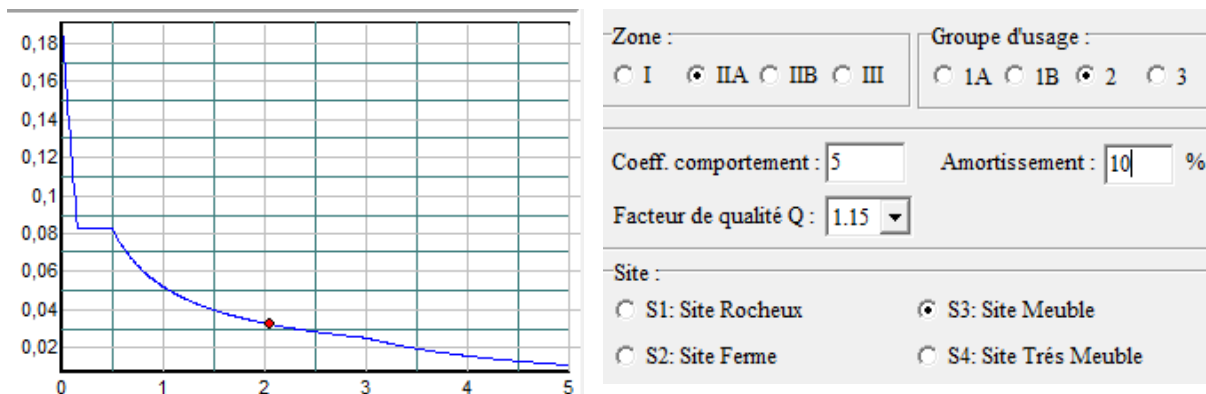 0,18
0,16
0,14
0,12
0,1
0,08
0,06
0,04
0,02
0 1 2 3 4 5
Zone :
I IIA IIB III
Groupe d'usage :
1A 1B 2 3
Coeff. comportement : 5 Amortissement : 10 %
Facteur de qualité Q : 1.15
Site :
S1: Site Rocheux S3: Site Meuble
S2: Site Ferme S4: Site Trés Meuble